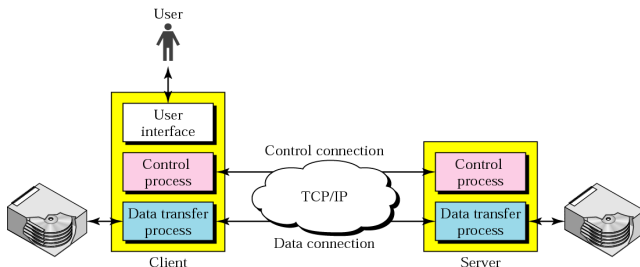 User
User
interface
Control connection
Control
process
Control
process
TCP/IP
Data transfer
process
Data transfer
process
Data connection
Client
Server